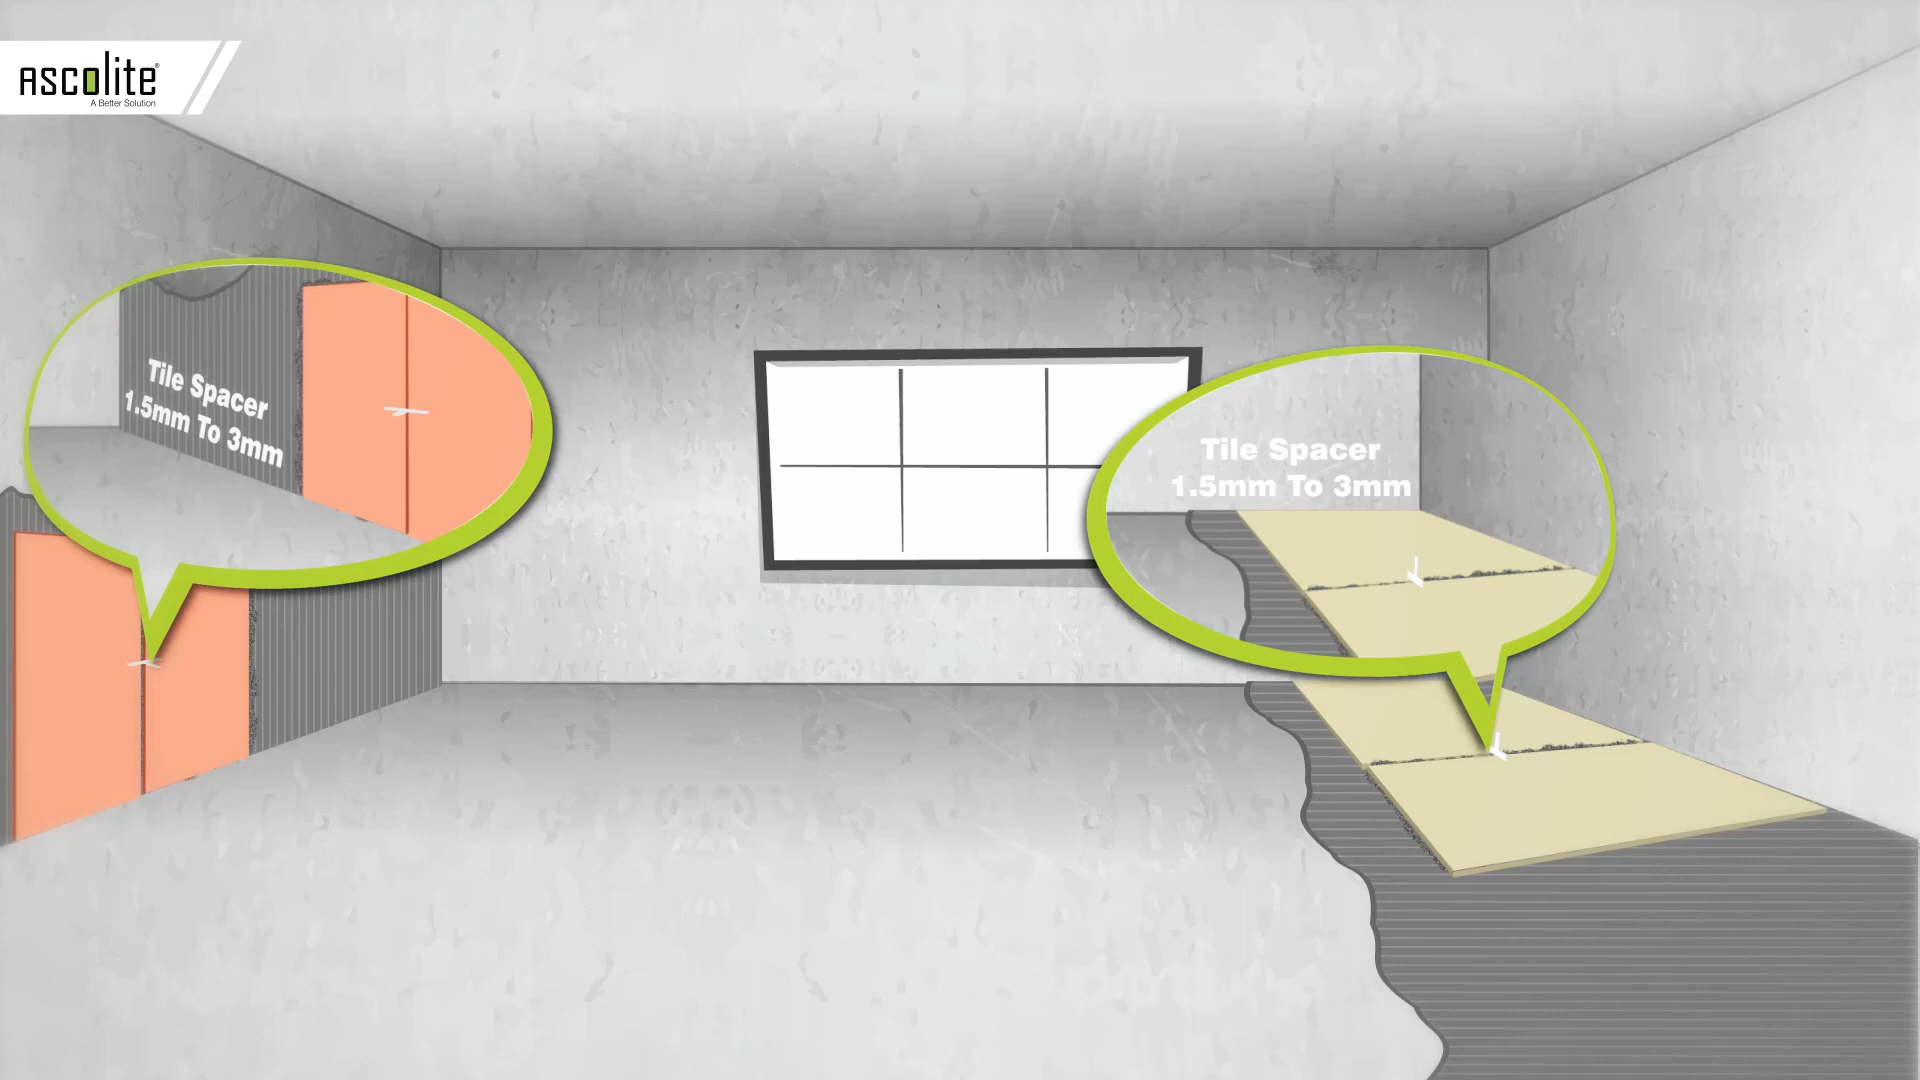 Ascolite®
A Better Solution
Tile Spacer
1.5mm To 3mm
Tile Spacer
1.5mm To 3mm